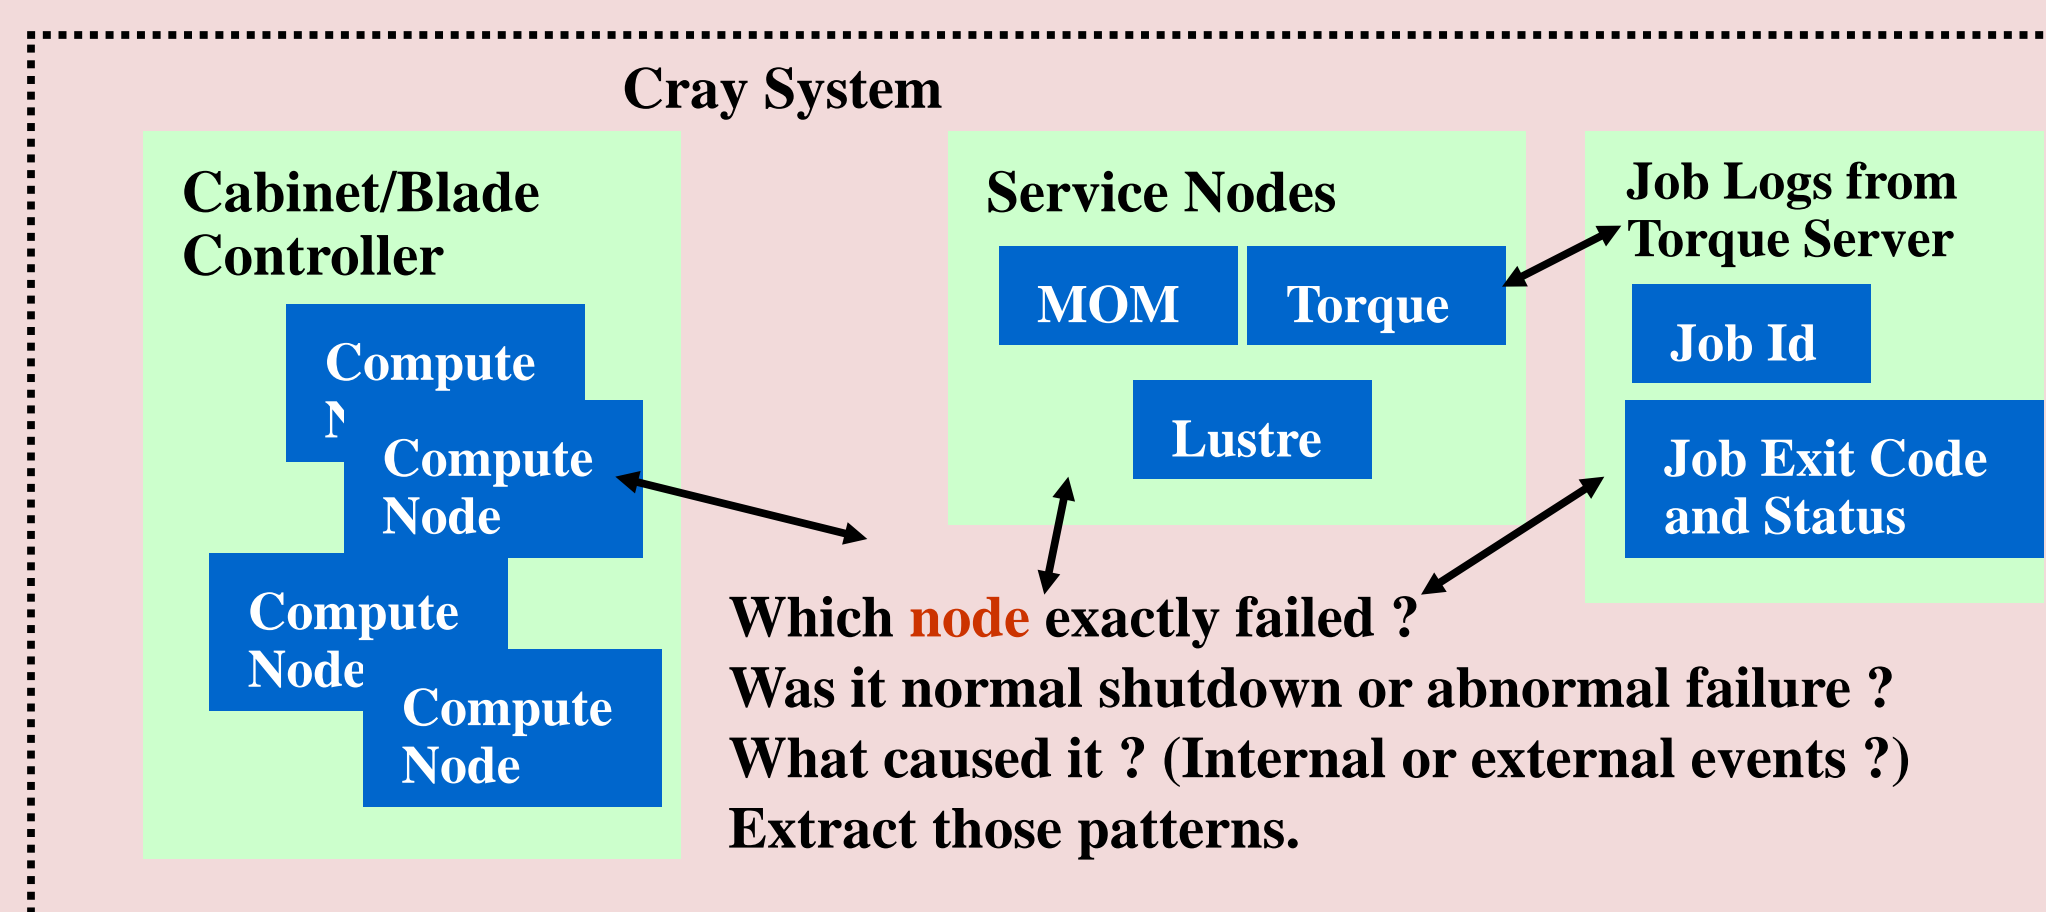 Cray System
Cabinet/Blade
Controller
Compute
N
Compute
Node
Compute
Node
Compute
Node
Service Nodes
MOM
Torque
Lustre
Job Logs from
Torque Server
Job Id
Job Exit Code
and Status
Which node exactly failed ?
Was it normal shutdown or abnormal failure ?
What caused it ? (Internal or external events ?)
Extract those patterns.